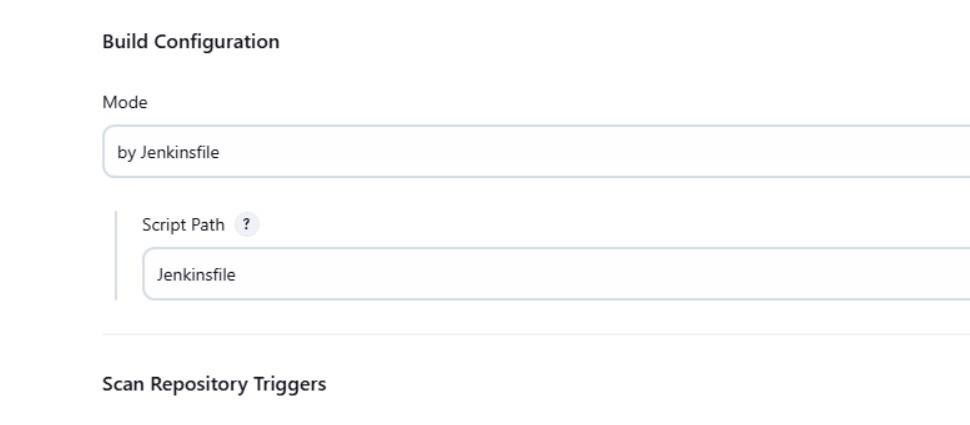 Build Configuration
Mode
by Jenkinsfile
Script Path ?
Jenkinsfile
Scan Repository Triggers